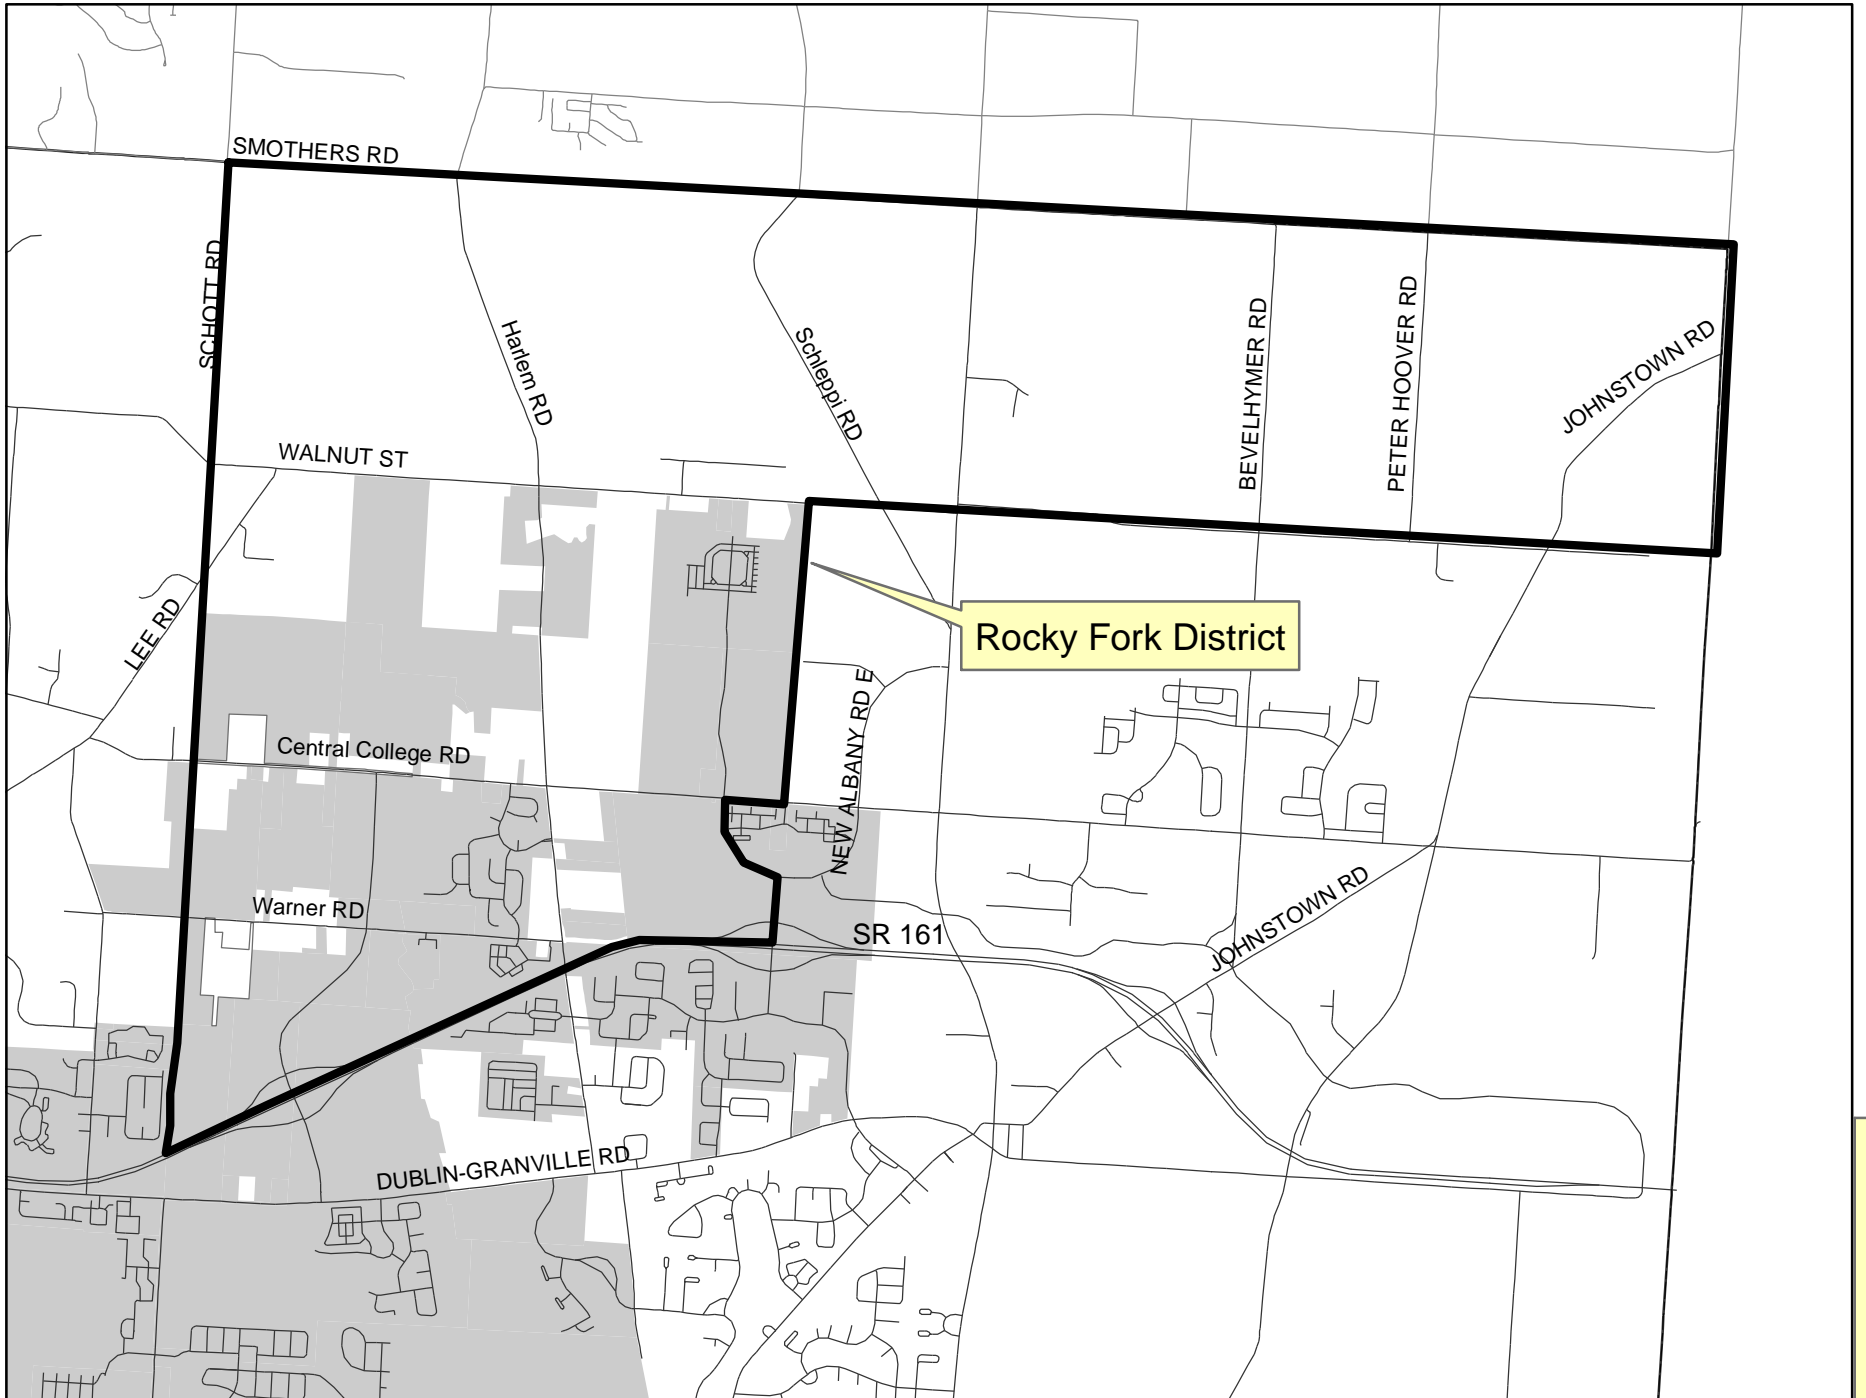 SMOTHERS RD
SCHOTT RD
Harlem RD
Schleppi RD
BEVELHYMER RD
PETER HOOVER RD
JOHNSTOWN RD
WALNUT ST
LEE RD
Rocky Fork District
NEW ALBANY RD E
Central College RD
Warner RD
SR 161
JOHNSTOWN RD
DUBLIN-GRANVILLE RD